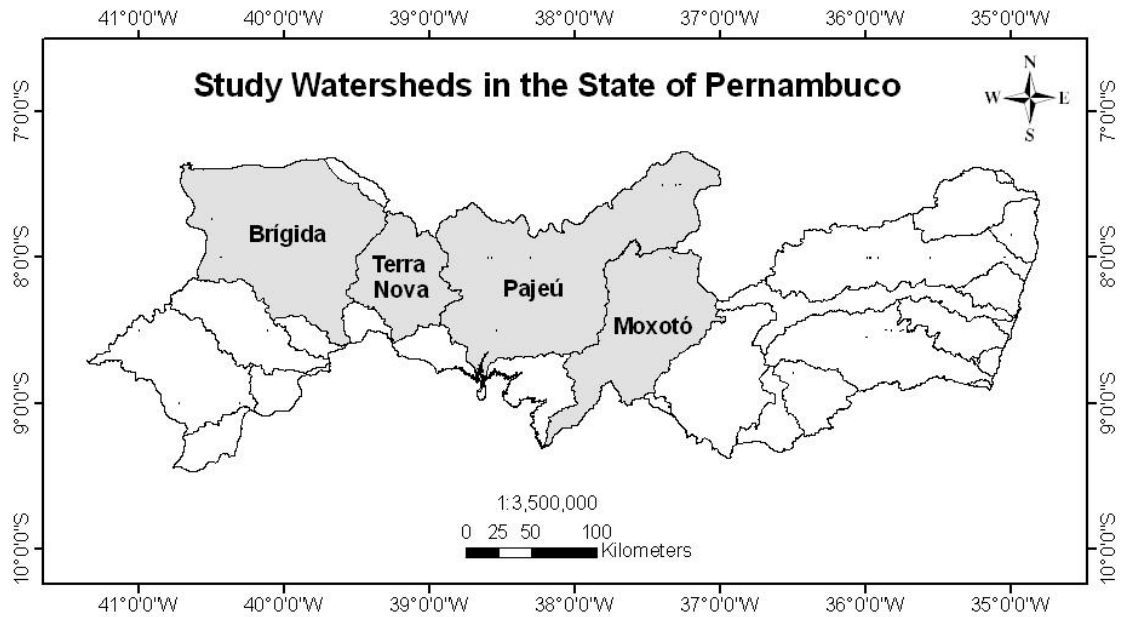 41°0'0"W 40°0'0"W 39°0'0"W 38°0'0"W 37°0'0"W 36°0'0"W 35°0'0"W
Study Watersheds in the State of Pernambuco
N
W E
S
7°0'0"S 7°0'0"S
Brígida
Terra
Nova
Pajeú
Moxotó
8°0'0"S 8°0'0"S
9°0'0"S 9°0'0"S
1:3,500,000
0 25 50 100
Kilometers
10°0'0"S 10°0'0"S
41°0'0"W 40°0'0"W 39°0'0"W 38°0'0"W 37°0'0"W 36°0'0"W 35°0'0"W